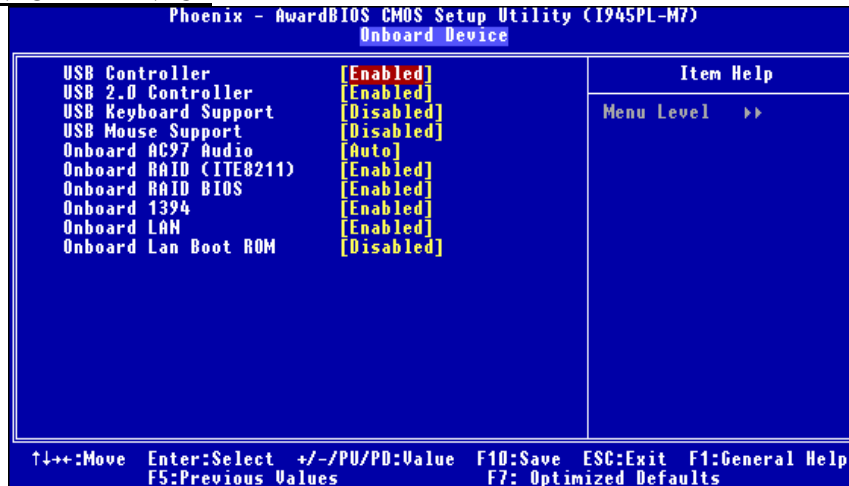 Phoenix - AwardBIOS CMOS Setup Utility (I945PL-M7)
Onboard Device
USB Controller [Enabled]
USB 2.0 Controller [Enabled]
USB Keyboard Support [Disabled]
USB Mouse Support [Disabled]
Onboard AC97 Audio [Auto]
Onboard RAID (ITE8211) [Enabled]
Onboard RAID BIOS [Enabled]
Onboard 1394 [Enabled]
Onboard LAN [Enabled]
Onboard Lan Boot ROM [Disabled]
Item Help
Menu Level ►►
↑↓→←:Move Enter:Select +/-/PU/PD:Value F10:Save ESC:Exit F1:General Help
F5:Previous Values F7: Optimized Defaults